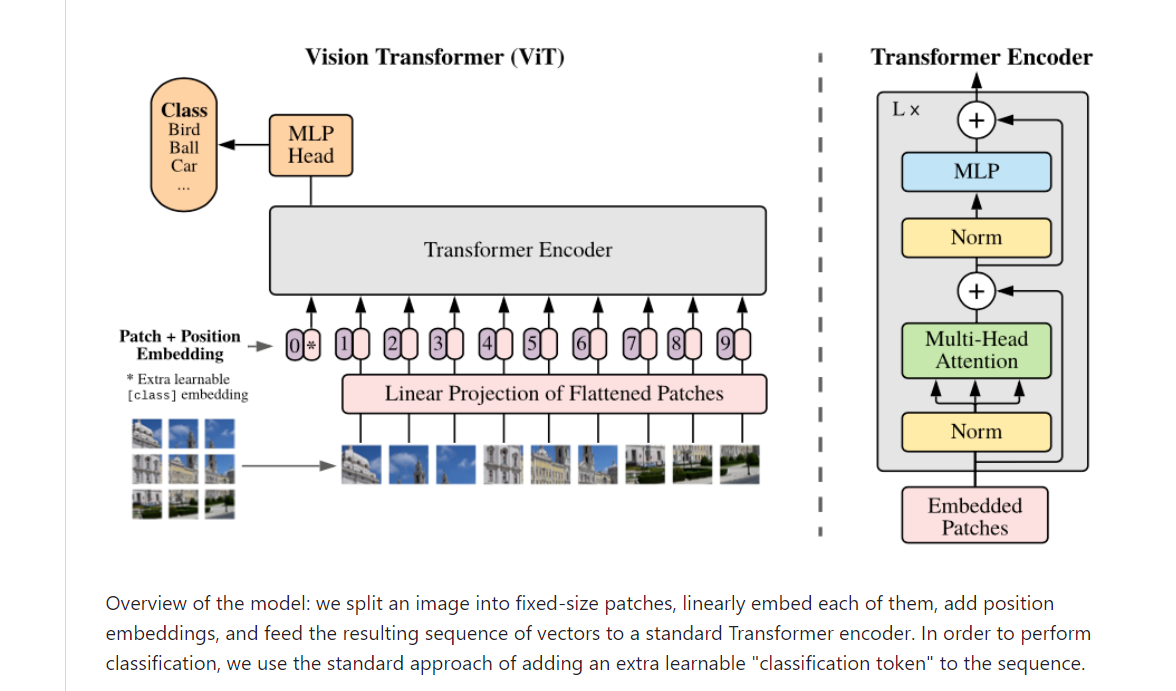 Vision Transformer (ViT)
Class
Bird
Ball
Car
...
MLP
Head
Transformer Encoder
Patch + Position
Embedding
0 * 1 2 3 4 5 6 7 8 9
* Extra learnable
[class] embedding
Linear Projection of Flattened Patches
Transformer Encoder
L x
+
MLP
Norm
+
Multi-Head
Attention
Norm
Embedded
Patches
Overview of the model: we split an image into fixed-size patches, linearly embed each of them, add position
embeddings, and feed the resulting sequence of vectors to a standard Transformer encoder. In order to perform
classification, we use the standard approach of adding an extra learnable "classification token" to the sequence.